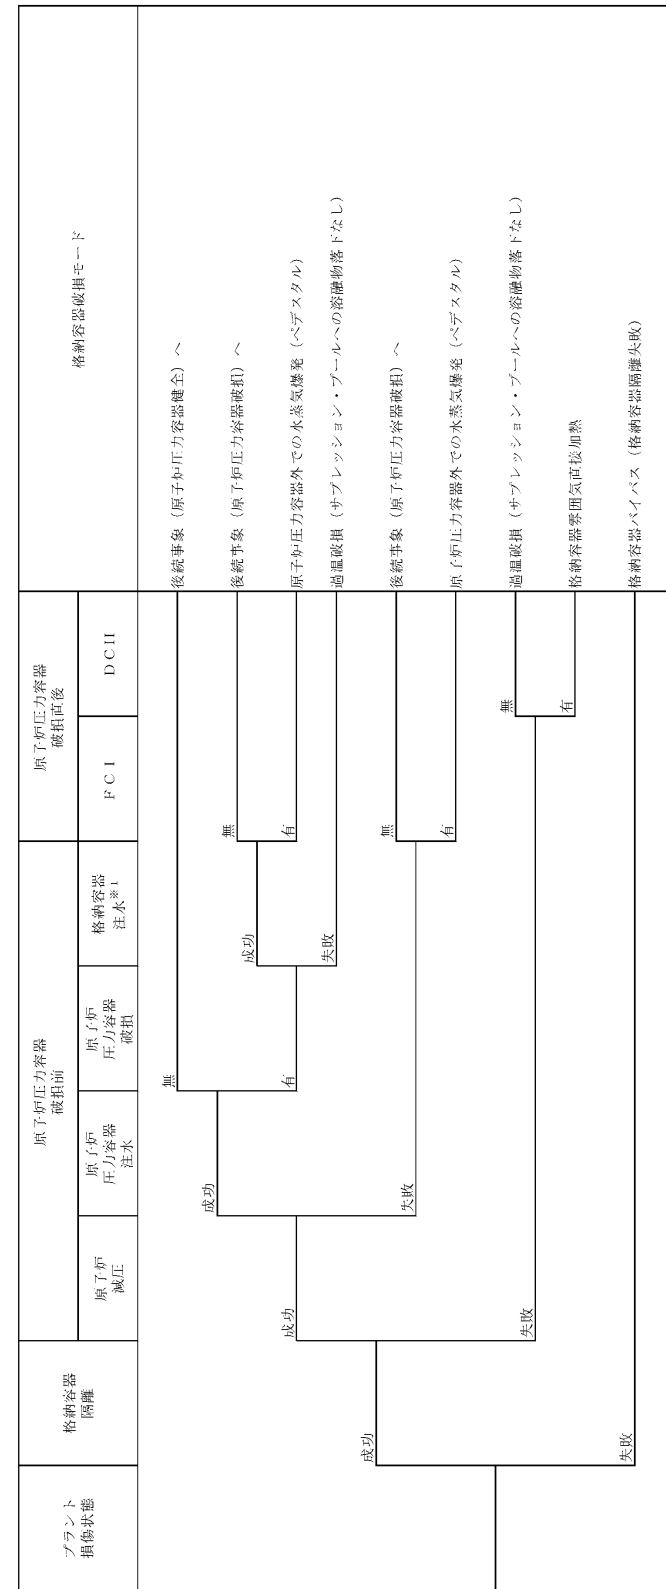 プラント
損傷状態
格納容器
隔離
原子炉圧力容器
破損前
原子炉
減圧
原子炉
圧力容器
注水
原子炉
圧力容器
破損
格納容器
注水※1
原子炉圧力容器
破損直後
FCI
DCH
格納容器破損モード
成功
失敗
成功
失敗
成功
失敗
無
有
成功
失敗
無
有
無
有
無
有
後続事象（原子炉圧力容器健全）へ
後続事象（原子炉圧力容器破損）へ
原子炉圧力容器外での水蒸気爆発（ペデスタル）
過温破損（サプレッション・プールへの溶融物落下なし）
後続事象（原子炉圧力容器破損）へ
原子炉圧力容器外での水蒸気爆発（ペデスタル）
過温破損（サプレッション・プールへの溶融物落下なし）
格納容器雰囲気直接加熱
格納容器バイパス（格納容器隔離失敗）